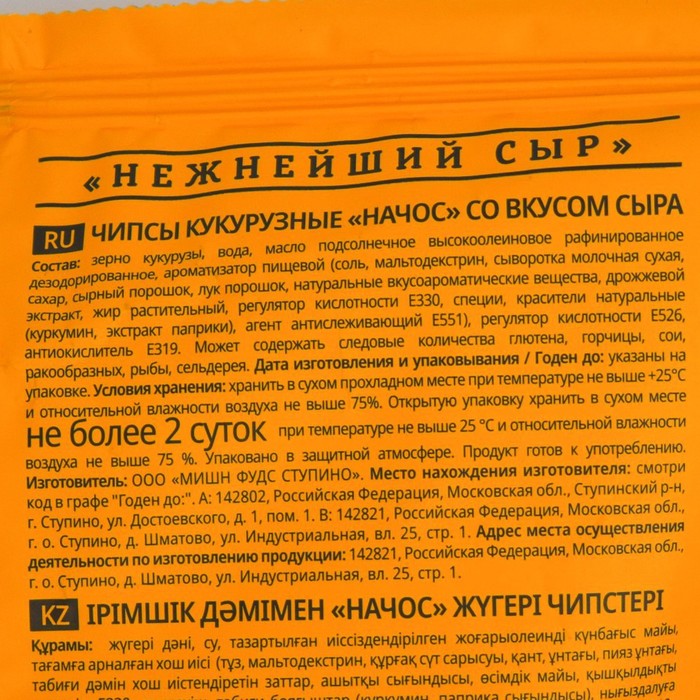 «НЕЖНЕЙШИЙ СЫР»
RU ЧИПСЫ КУКУРУЗНЫЕ «НАЧОС» СО ВКУСОМ СЫРА
Состав: зерно кукурузы, вода, масло подсолнечное высокоолеиновое рафинированное
дезодорированное, ароматизатор пищевой (соль, мальтодекстрин, сыворотка молочная сухая,
сахар, сырный порошок, лук порошок, натуральные вкусоароматические вещества, дрожжевой
экстракт, жир растительный, регулятор кислотности Е330, специи, красители натуральные
(куркумин, экстракт паприки), агент антислеживающий Е551), регулятор кислотности Е526,
антиокислитель Е319. Может содержать следовые количества глютена, горчицы, сои,
ракообразных, рыбы, сельдерея. Дата изготовления и упаковывания / Годен до: указаны на
упаковке. Условия хранения: хранить в сухом прохладном месте при температуре не выше +25°С
и относительной влажности воздуха не выше 75%. Открытую упаковку хранить в сухом месте
не более 2 суток при температуре не выше 25 °С и относительной влажности
воздуха не выше 75 %. Упаковано в защитной атмосфере. Продукт готов к употреблению.
Изготовитель: ООО «МИШН ФУДС СТУПИНО». Место нахождения изготовителя: смотри
код в графе "Годен до:". А: 142802, Российская Федерация, Московская обл., Ступинский р-н,
г. Ступино, ул. Достоевского, д. 1, пом. 1. В: 142821, Российская Федерация, Московская обл.,
г. о. Ступино, д. Шматово, ул. Индустриальная, вл. 25, стр. 1. Адрес места осуществления
деятельности по изготовлению продукции: 142821, Российская Федерация, Московская обл.,
г. о. Ступино, д. Шматово, ул. Индустриальная, вл. 25, стр. 1.
KZ ІРІМШІК ДӘМІМЕН «НАЧОС» ЖҮГЕРІ ЧИПСТЕРІ
Құрамы: жүгері дәні, су, тазартылған иіссіздендірілген жоғарыолеинді күнбағыс майы,
тағамға арналған хош иісі (тұз, мальтодекстрин, құрғақ сүт сарысуы, қант, ұнтағы, пияз ұнтағы,
табиғи дәмін хош иістендіретін заттар, ашытқы сығындысы, өсімдік майы, қышқылдықты
(куркумин, паприка сығындысы), нығыздалуға